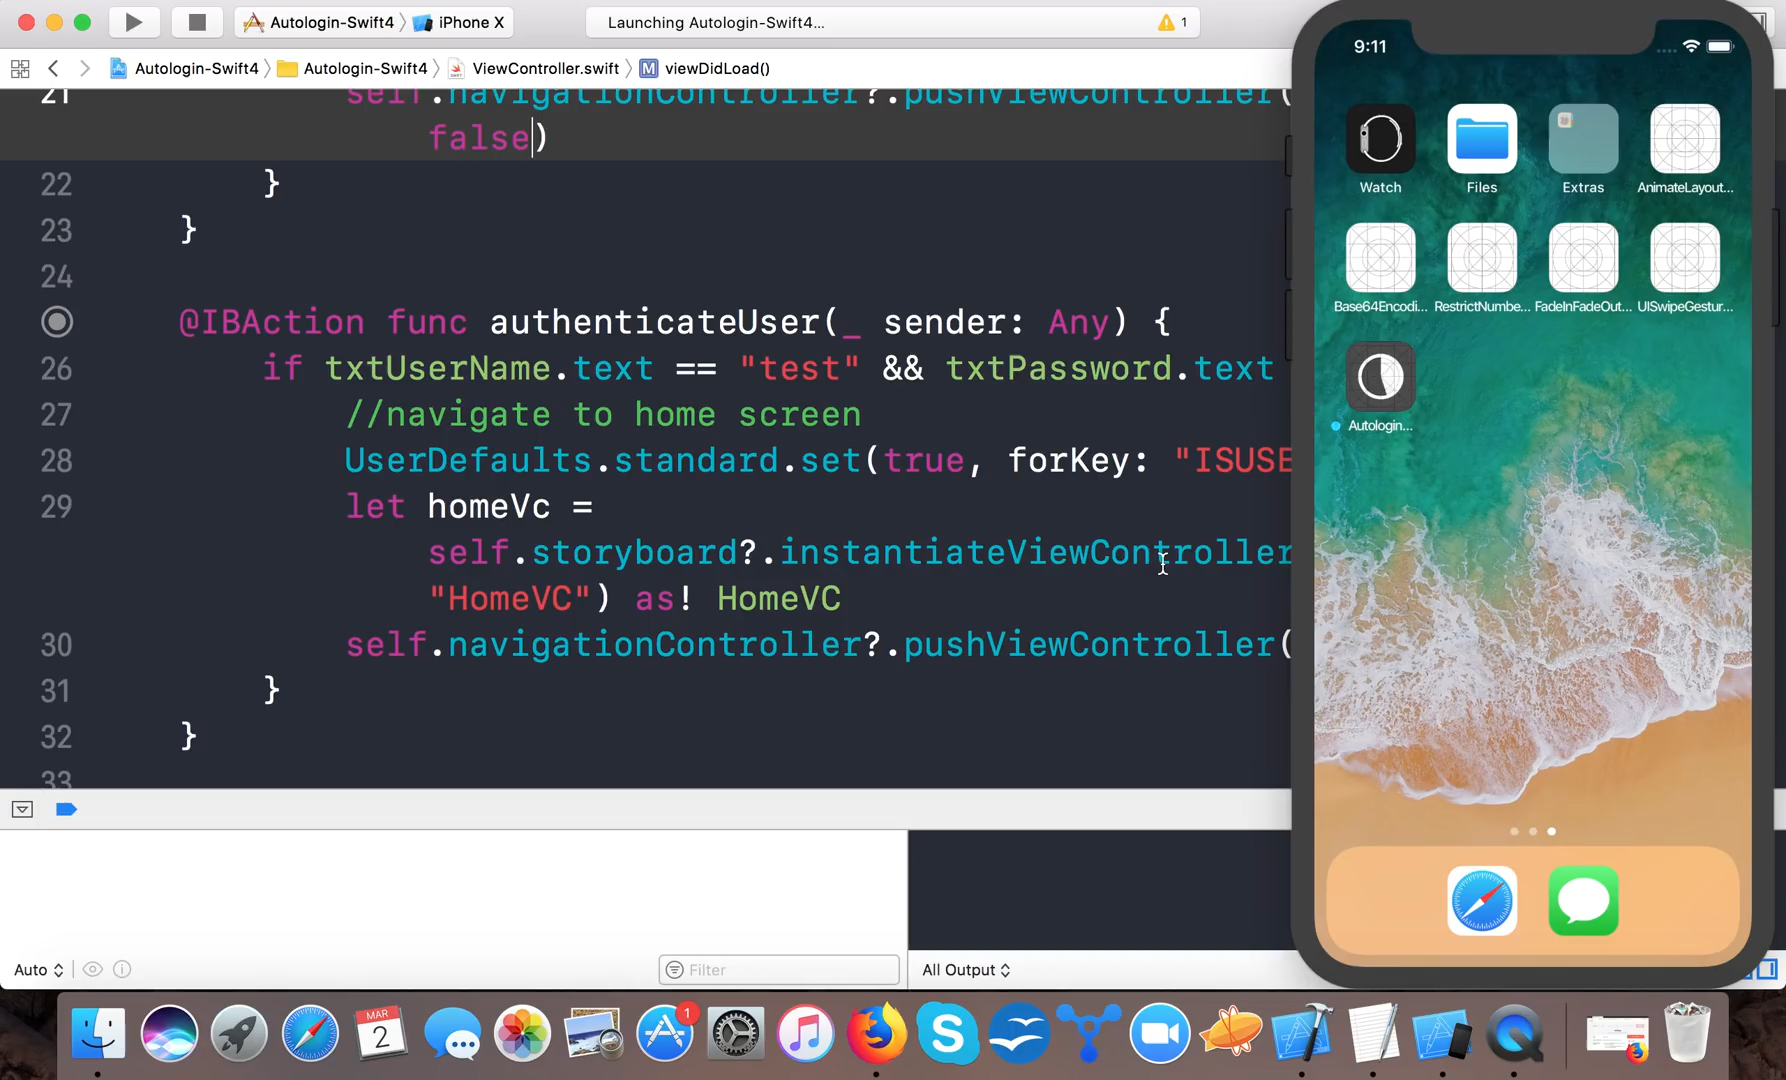 Autologin-Swift4 iPhone X
Launching Autologin-Swift4...
1
Autologin-Swift4 Autologin-Swift4 ViewController.swift M viewDidLoad()
21 self.navigationController?.pushViewController(
false)
22 }
23 }
24
@IBAction func authenticateUser(_ sender: Any) {
26 if txtUserName.text == "test" && txtPassword.text
27 //navigate to home screen
28 UserDefaults.standard.set(true, forKey: "ISUSE
29 let homeVc =
self.storyboard?.instantiateViewController
"HomeVC") as! HomeVC
30 self.navigationController?.pushViewController(
31 }
32 }
33
Auto
Filter
All Output
9:11
Watch Files Extras AnimateLayout...
Base64Encodi... RestrictNumbe... FadeInFadeOut... UISwipeGestur...
Autologin...
MAR
2
1